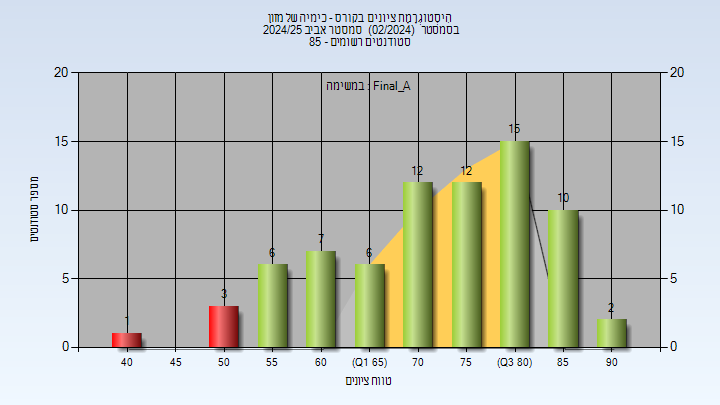 היסטוגרמת ציונים בקורס - כימיה של מזון
בסמסטר (02/2024) סמסטר אביב 2024/25
סטודנטים רשומים - 85
במשימה : Final_A
20 20
15 15
10 10
5 5
0 0
1 3 6 7 6 12 12 15 10 2
40 45 50 55 60 (Q1 65) 70 75 (Q3 80) 85 90
טווח ציונים
מספר סטודנטים